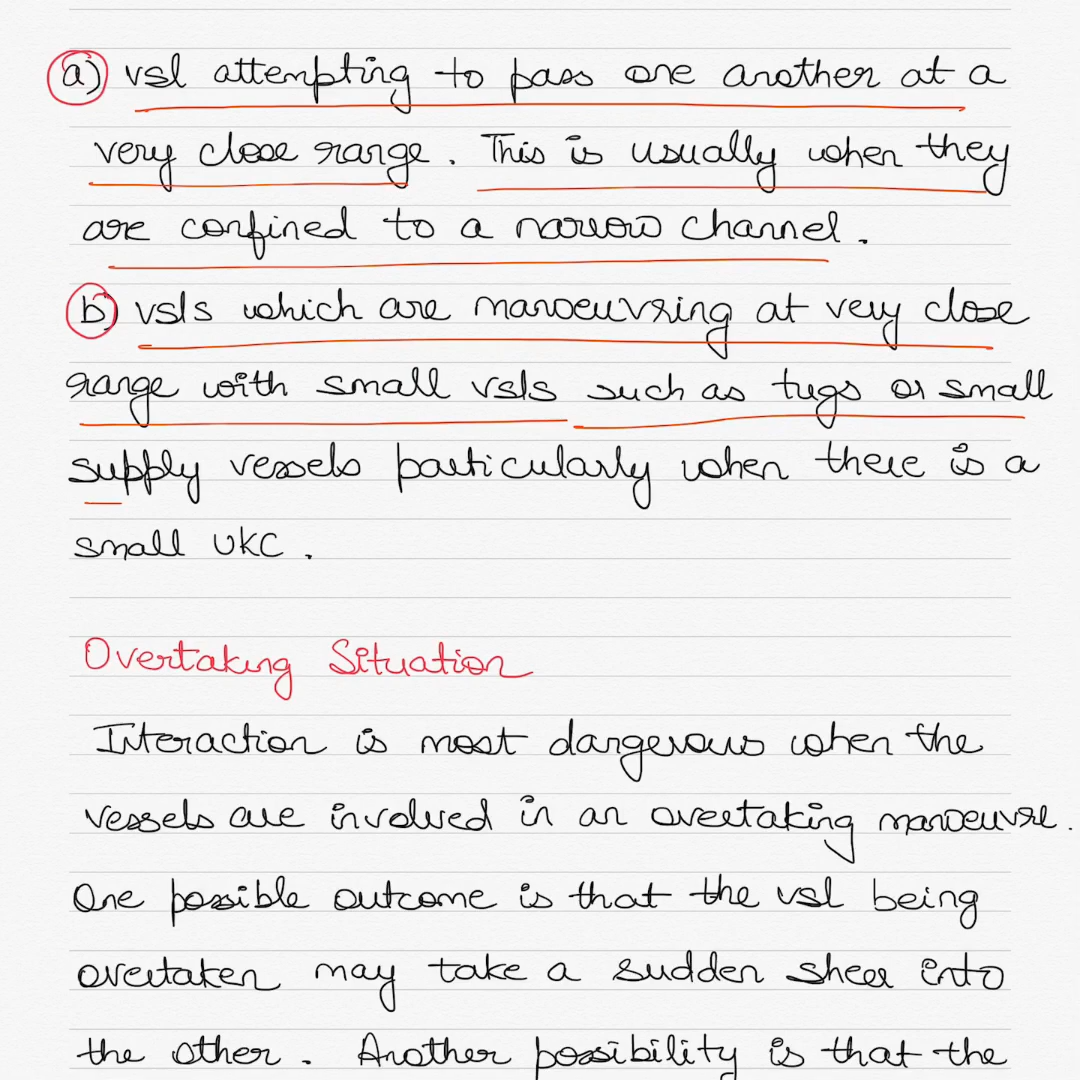 a) vsl attempting to pass one another at a
very close range. This is usually when they
are confined to a narrow channel.
b) vsls which are manoeuvring at very close
range with small vsls such as tugs or small
supply vessels particularly when there is a
small UKC.
Overtaking Situation
Interaction is most dangerous when the
vessels are involved in an overtaking manoeuvre.
One possible outcome is that the vsl being
overtaken may take a sudden sheer into
the other. Another possibility is that the